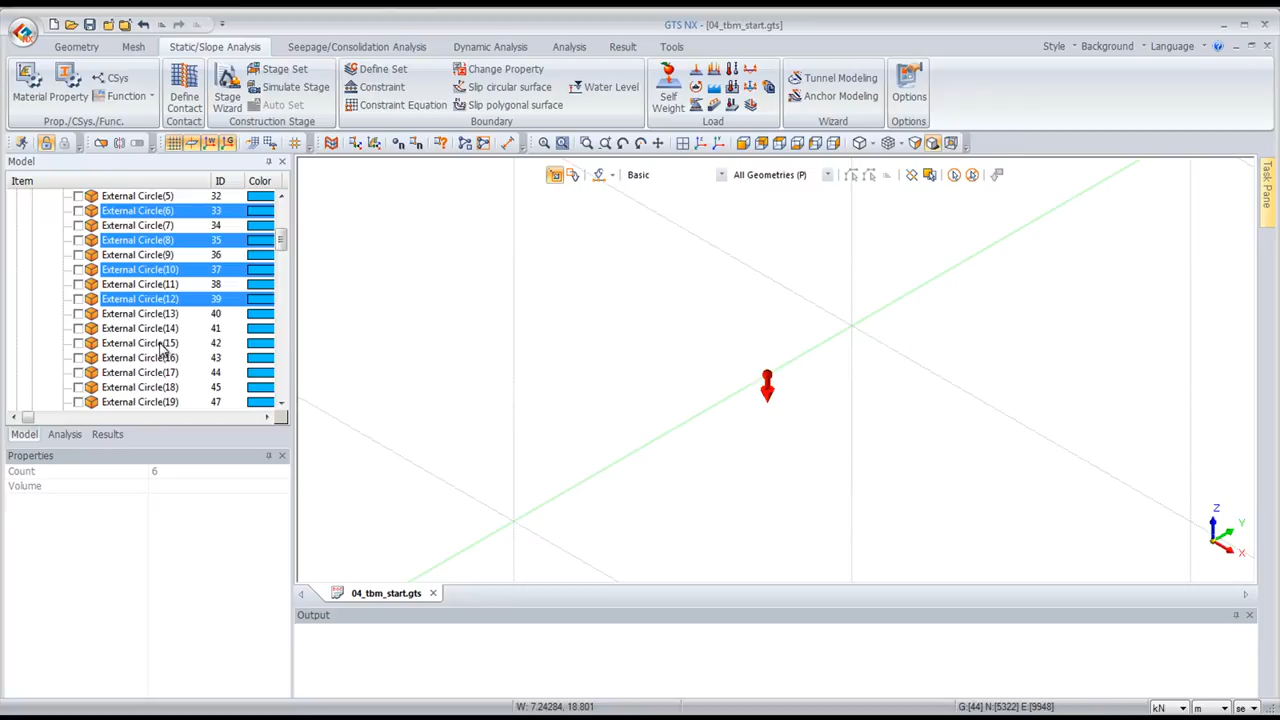 GTS NX - [04_tbm_start.gts]
Geometry Mesh Static/Slope Analysis Seepage/Consolidation Analysis Dynamic Analysis Analysis Result Tools Style Background Language
Material Property CSys Function Prop./CSys./Func.
Define Contact Contact
Stage Wizard Stage Set Simulate Stage Auto Set Construction Stage
Define Set Constraint Constraint Equation Change Property Slip circular surface Slip polygonal surface Water Level Boundary
Self Weight Load
Tunnel Modeling Anchor Modeling Wizard
Options Options
Model
Item ID Color
External Circle(5) 32
External Circle(6) 33
External Circle(7) 34
External Circle(8) 35
External Circle(9) 36
External Circle(10) 37
External Circle(11) 38
External Circle(12) 39
External Circle(13) 40
External Circle(14) 41
External Circle(15) 42
External Circle(16) 43
External Circle(17) 44
External Circle(18) 45
External Circle(19) 47
Model Analysis Results
Properties
Count 6
Volume
Basic All Geometries (P)
Task Pane
Z
Y
X
04_tbm_start.gts
Output
W: 7.24284, 18.801 G:[44] N:[5322] E:[9948] kN m se